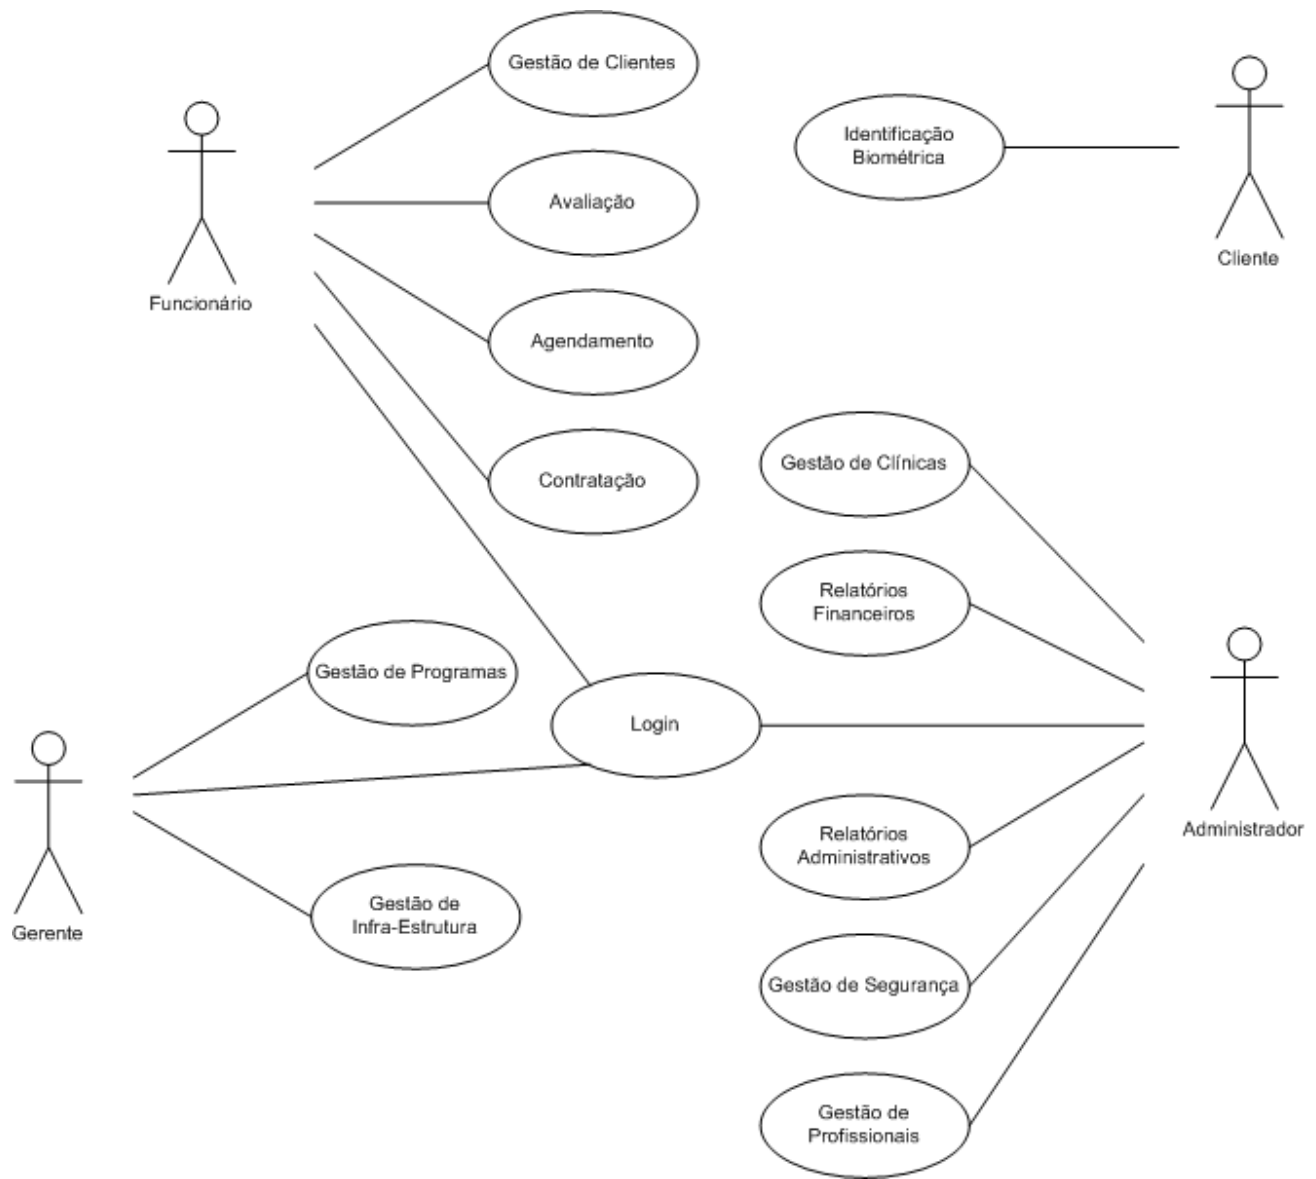 Gestão de Clientes
Identificação
Biométrica
Avaliação
Cliente
Funcionário
Agendamento
Gestão de Clínicas
Contratação
Relatórios
Financeiros
Gestão de Programas
Login
Administrador
Relatórios
Administrativos
Gerente
Gestão de
Infra-Estrutura
Gestão de Segurança
Gestão de
Profissionais